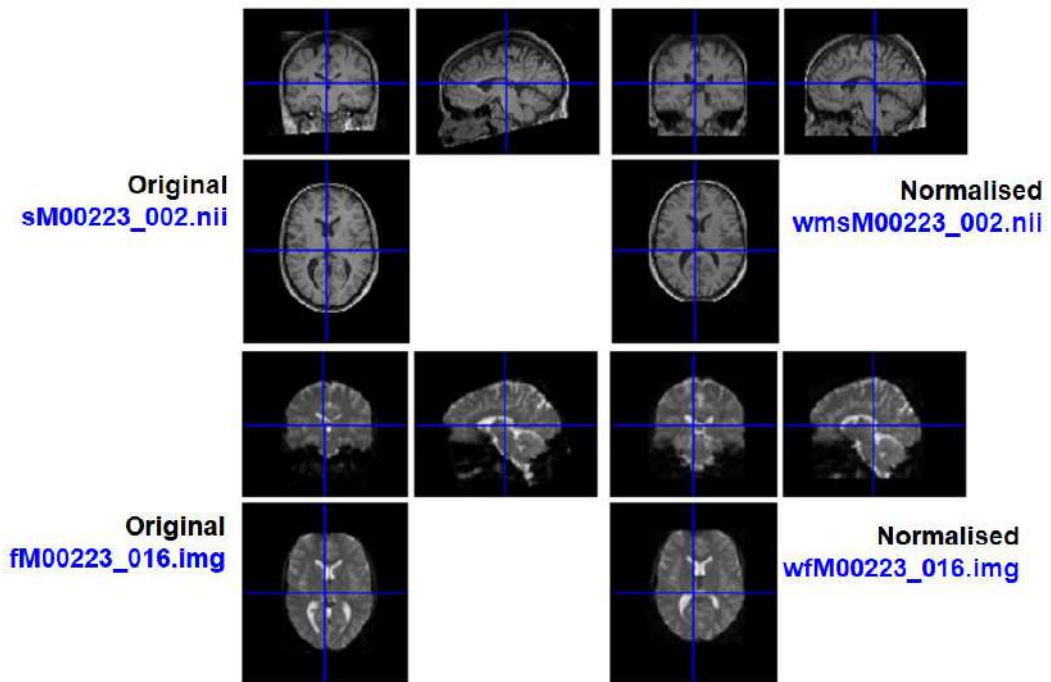 Original
sM00223_002.nii
Normalised
wmsM00223_002.nii
Original
fM00223_016.img
Normalised
wfM00223_016.img